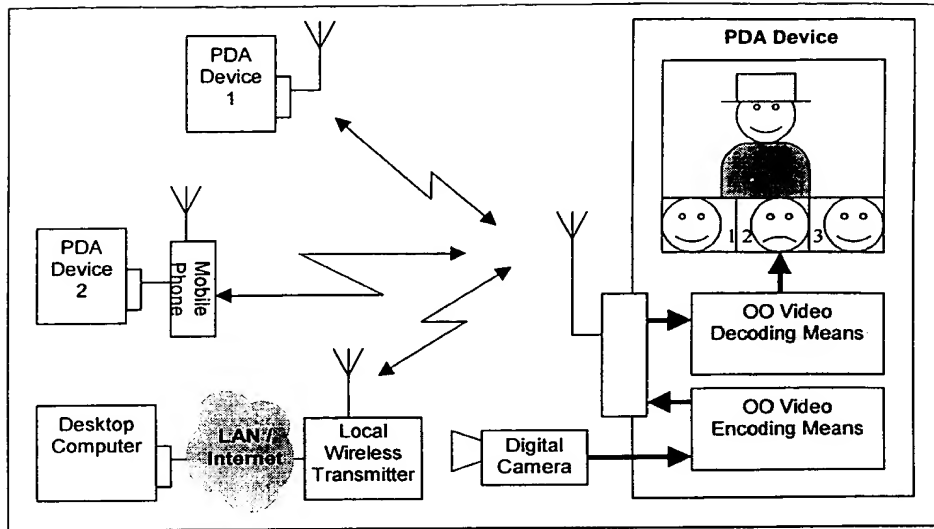 PDA Device
PDA
Device
1
1
2
3
PDA
Device
2
Mobile
Phone
OO Video
Decoding Means
Desktop
Computer
LAN /
Internet
Local
Wireless
Transmitter
Digital
Camera
OO Video
Encoding Means